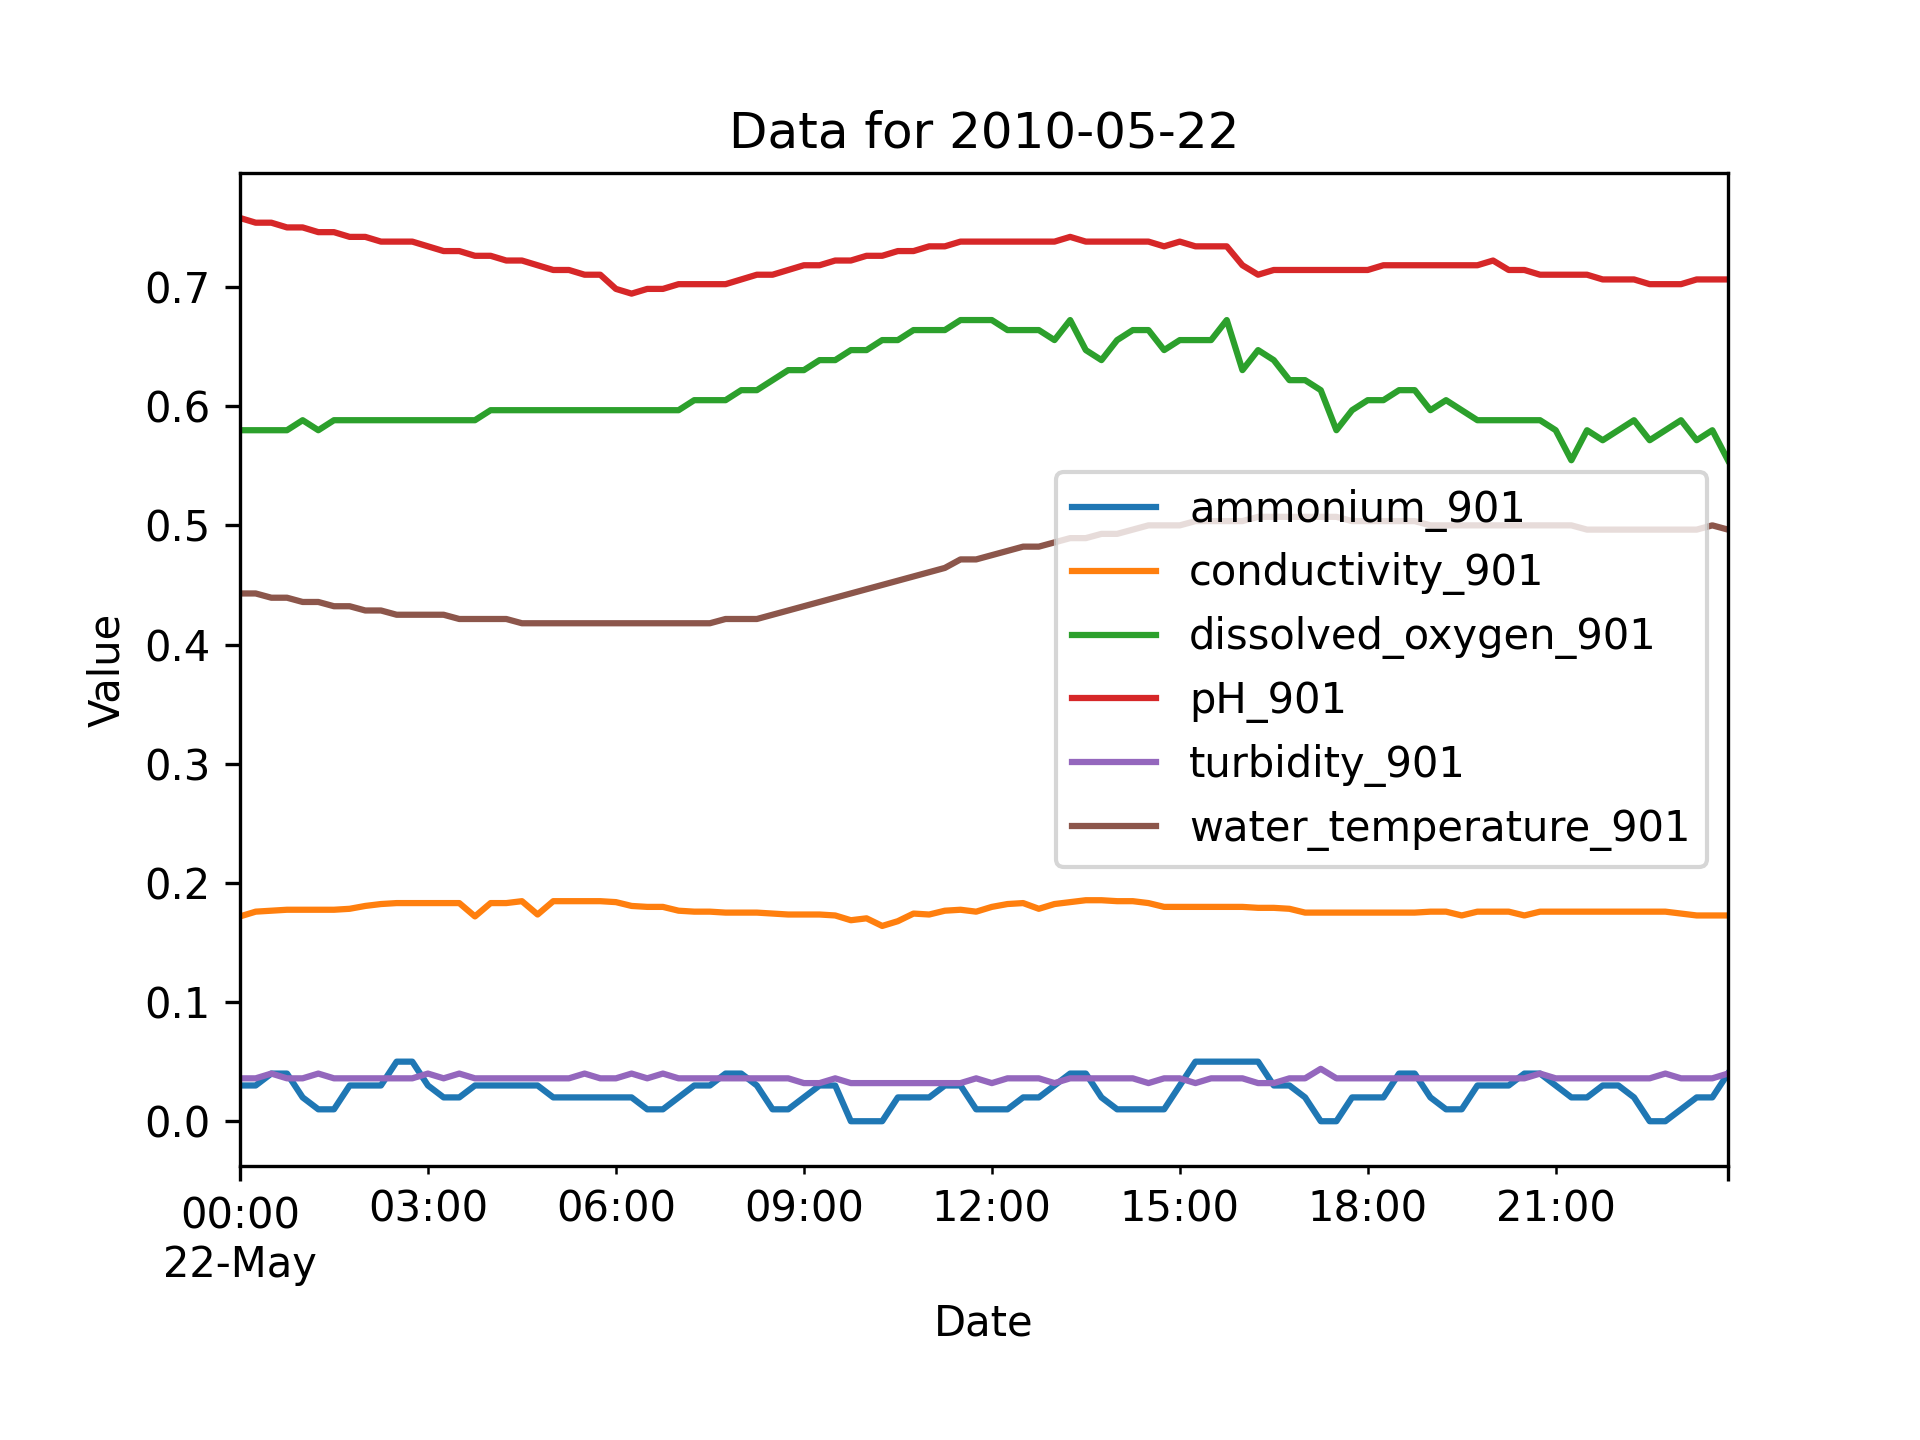 Data for 2010-05-22
Value
0.7
0.6
0.5
0.4
0.3
0.2
0.1
0.0
ammonium_901
conductivity_901
dissolved_oxygen_901
pH_901
turbidity_901
water_temperature_901
00:00 03:00 06:00 09:00 12:00 15:00 18:00 21:00
22-May
Date